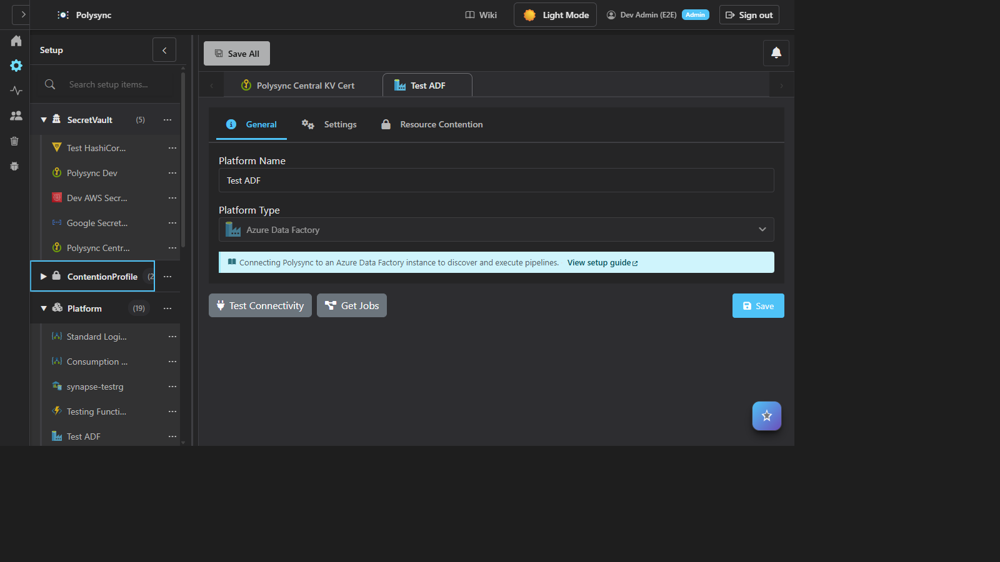 Polysync
Wiki
Light Mode
Dev Admin (E2E)
Admin
Sign out
Setup
Save All
Search setup items...
Polysync Central KV Cert
Test ADF
SecretVault (5)
Test HashiCor...
Polysync Dev
Dev AWS Secr...
Google Secret...
Polysync Centr...
ContentionProfile (2
Platform (19)
Standard Logi...
Consumption ...
synapse-testrg
Testing Functi...
Test ADF
General
Settings
Resource Contention
Platform Name
Test ADF
Platform Type
Azure Data Factory
Connecting Polysync to an Azure Data Factory instance to discover and execute pipelines. View setup guide
Test Connectivity
Get Jobs
Save